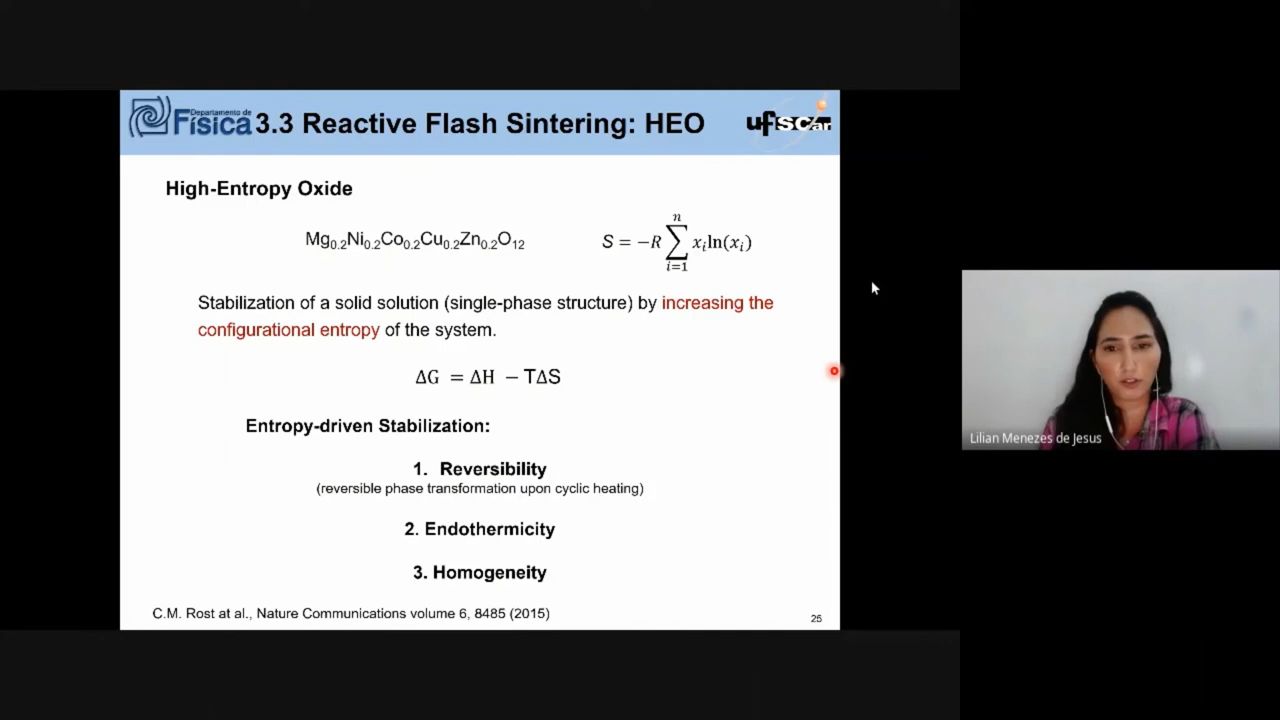 Departamento de
Física
3.3 Reactive Flash Sintering: HEO
ufscar
High-Entropy Oxide
Mg0.2Ni0.2Co0.2Cu0.2Zn0.2O12
S = −R ∑ᵢ₌₁ⁿ xᵢln(xᵢ)
Stabilization of a solid solution (single-phase structure) by increasing the
configurational entropy of the system.
ΔG = ΔH − TΔS
Entropy-driven Stabilization:
1. Reversibility
(reversible phase transformation upon cyclic heating)
2. Endothermicity
3. Homogeneity
C.M. Rost at al., Nature Communications volume 6, 8485 (2015)
25
Lilian Menezes de Jesus